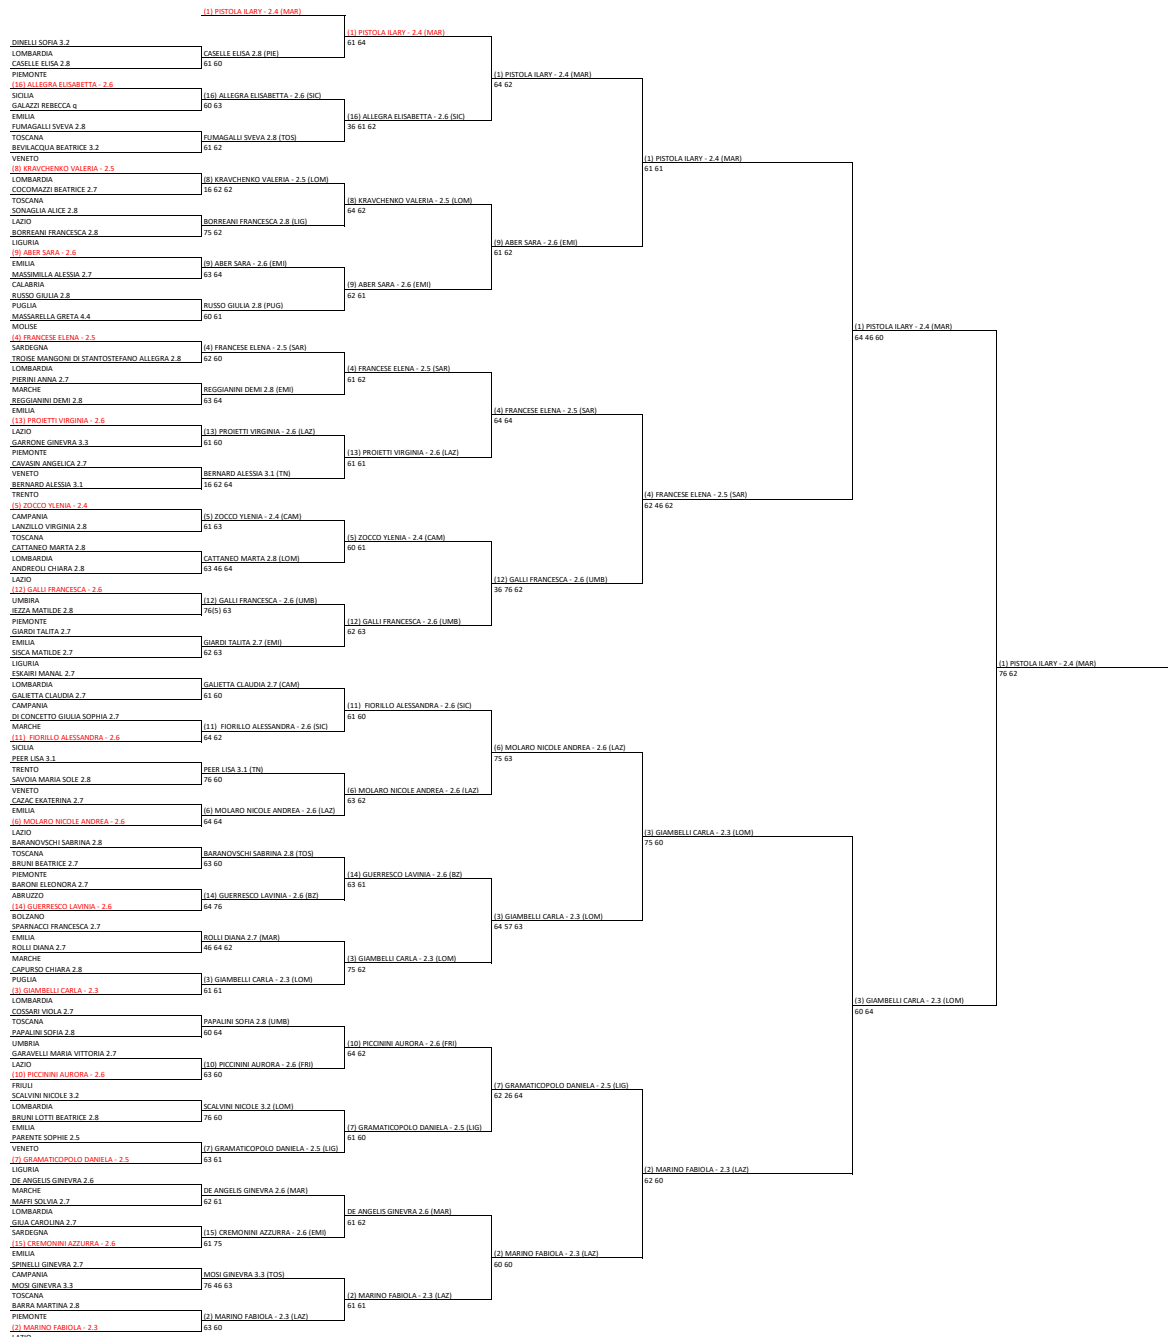 DINELLI SOFIA 3.2
LOMBARDIA
CASELLE ELISA 2.8
PIEMONTE
(16) ALLEGRA ELISABETTA - 2.6
SICILIA
GALAZZI REBECCA q
EMILIA
FUMAGALLI SVEVA 2.8
TOSCANA
BEVILACQUA BEATRICE 3.2
VENETO
(8) KRAVCHENKO VALERIA - 2.5
LOMBARDIA
COCOMAZZI BEATRICE 2.7
TOSCANA
SONAGLIA ALICE 2.8
LAZIO
BORREANI FRANCESCA 2.8
LIGURIA
(9) ABER SARA - 2.6
EMILIA
MASSIMILLA ALESSIA 2.7
CALABRIA
RUSSO GIULIA 2.8
PUGLIA
MASSARELLA GRETA 4.4
MOLISE
(4) FRANCESE ELENA - 2.5
SARDEGNA
TROISE MANGONI DI STANTOSTEFANO ALLEGRA 2.8
LOMBARDIA
PIERINI ANNA 2.7
MARCHE
REGGIANINI DEMI 2.8
EMILIA
(13) PROIETTI VIRGINIA - 2.6
LAZIO
GARRONE GINEVRA 3.3
PIEMONTE
CAVASIN ANGELICA 2.7
VENETO
BERNARD ALESSIA 3.1
TRENTO
(5) ZOCCO YLENIA - 2.4
CAMPANIA
LANZILLO VIRGINIA 2.8
TOSCANA
CATTANEO MARTA 2.8
LOMBARDIA
ANDREOLI CHIARA 2.8
LAZIO
(12) GALLI FRANCESCA - 2.6
UMBIRA
IEZZA MATILDE 2.8
PIEMONTE
GIARDI TALITA 2.7
EMILIA
SISCA MATILDE 2.7
LIGURIA
ESKAIRI MANAL 2.7
LOMBARDIA
GALIETTA CLAUDIA 2.7
CAMPANIA
DI CONCETTO GIULIA SOPHIA 2.7
MARCHE
(11) FIORILLO ALESSANDRA - 2.6
SICILIA
PEER LISA 3.1
TRENTO
SAVOIA MARIA SOLE 2.8
VENETO
CAZAC EKATERINA 2.7
EMILIA
(6) MOLARO NICOLE ANDREA - 2.6
LAZIO
BARANOVSCHI SABRINA 2.8
TOSCANA
BRUNI BEATRICE 2.7
PIEMONTE
BARONI ELEONORA 2.7
ABRUZZO
(14) GUERRESCO LAVINIA - 2.6
BOLZANO
SPARNACCI FRANCESCA 2.7
EMILIA
ROLLI DIANA 2.7
MARCHE
CAPURSO CHIARA 2.8
PUGLIA
(3) GIAMBELLI CARLA - 2.3
LOMBARDIA
COSSARI VIOLA 2.7
TOSCANA
PAPALINI SOFIA 2.8
UMBRIA
GARAVELLI MARIA VITTORIA 2.7
LAZIO
(10) PICCININI AURORA - 2.6
FRIULI
SCALVINI NICOLE 3.2
LOMBARDIA
BRUNI LOTTI BEATRICE 2.8
EMILIA
PARENTE SOPHIE 2.5
VENETO
(7) GRAMATICOPOLO DANIELA - 2.5
LIGURIA
DE ANGELIS GINEVRA 2.6
MARCHE
MAFFI SOLVIA 2.7
LOMBARDIA
GIUA CAROLINA 2.7
SARDEGNA
(15) CREMONINI AZZURRA - 2.6
EMILIA
SPINELLI GINEVRA 2.7
CAMPANIA
MOSI GINEVRA 3.3
TOSCANA
BARRA MARTINA 2.8
PIEMONTE
(2) MARINO FABIOLA - 2.3
LAZIO
(1) PISTOLA ILARY - 2.4 (MAR)
CASELLE ELISA 2.8 (PIE)
61 60
(16) ALLEGRA ELISABETTA - 2.6 (SIC)
60 63
FUMAGALLI SVEVA 2.8 (TOS)
61 62
(8) KRAVCHENKO VALERIA - 2.5 (LOM)
16 62 62
BORREANI FRANCESCA 2.8 (LIG)
75 62
(9) ABER SARA - 2.6 (EMI)
63 64
RUSSO GIULIA 2.8 (PUG)
60 61
(4) FRANCESE ELENA - 2.5 (SAR)
62 60
REGGIANINI DEMI 2.8 (EMI)
63 64
(13) PROIETTI VIRGINIA - 2.6 (LAZ)
61 60
BERNARD ALESSIA 3.1 (TN)
16 62 64
(5) ZOCCO YLENIA - 2.4 (CAM)
61 63
CATTANEO MARTA 2.8 (LOM)
63 46 64
(12) GALLI FRANCESCA - 2.6 (UMB)
76(5) 63
GIARDI TALITA 2.7 (EMI)
62 63
GALIETTA CLAUDIA 2.7 (CAM)
61 60
(11) FIORILLO ALESSANDRA - 2.6 (SIC)
64 62
PEER LISA 3.1 (TN)
76 60
(6) MOLARO NICOLE ANDREA - 2.6 (LAZ)
64 64
BARANOVSCHI SABRINA 2.8 (TOS)
63 60
(14) GUERRESCO LAVINIA - 2.6 (BZ)
64 76
ROLLI DIANA 2.7 (MAR)
46 64 62
(3) GIAMBELLI CARLA - 2.3 (LOM)
61 61
PAPALINI SOFIA 2.8 (UMB)
60 64
(10) PICCININI AURORA - 2.6 (FRI)
63 60
SCALVINI NICOLE 3.2 (LOM)
76 60
(7) GRAMATICOPOLO DANIELA - 2.5 (LIG)
63 61
DE ANGELIS GINEVRA 2.6 (MAR)
62 61
(15) CREMONINI AZZURRA - 2.6 (EMI)
61 75
MOSI GINEVRA 3.3 (TOS)
76 46 63
(2) MARINO FABIOLA - 2.3 (LAZ)
63 60
(1) PISTOLA ILARY - 2.4 (MAR)
61 64
(16) ALLEGRA ELISABETTA - 2.6 (SIC)
36 61 62
(8) KRAVCHENKO VALERIA - 2.5 (LOM)
64 62
(9) ABER SARA - 2.6 (EMI)
62 61
(4) FRANCESE ELENA - 2.5 (SAR)
61 62
(13) PROIETTI VIRGINIA - 2.6 (LAZ)
61 61
(5) ZOCCO YLENIA - 2.4 (CAM)
60 61
(12) GALLI FRANCESCA - 2.6 (UMB)
62 63
(11) FIORILLO ALESSANDRA - 2.6 (SIC)
61 60
(6) MOLARO NICOLE ANDREA - 2.6 (LAZ)
63 62
(14) GUERRESCO LAVINIA - 2.6 (BZ)
63 61
(3) GIAMBELLI CARLA - 2.3 (LOM)
75 62
(10) PICCININI AURORA - 2.6 (FRI)
64 62
(7) GRAMATICOPOLO DANIELA - 2.5 (LIG)
61 60
DE ANGELIS GINEVRA 2.6 (MAR)
61 62
(2) MARINO FABIOLA - 2.3 (LAZ)
61 61
(1) PISTOLA ILARY - 2.4 (MAR)
64 62
(9) ABER SARA - 2.6 (EMI)
61 62
(4) FRANCESE ELENA - 2.5 (SAR)
64 64
(12) GALLI FRANCESCA - 2.6 (UMB)
36 76 62
(6) MOLARO NICOLE ANDREA - 2.6 (LAZ)
75 63
(3) GIAMBELLI CARLA - 2.3 (LOM)
64 57 63
(7) GRAMATICOPOLO DANIELA - 2.5 (LIG)
62 26 64
(2) MARINO FABIOLA - 2.3 (LAZ)
60 60
(1) PISTOLA ILARY - 2.4 (MAR)
61 61
(4) FRANCESE ELENA - 2.5 (SAR)
62 46 62
(3) GIAMBELLI CARLA - 2.3 (LOM)
75 60
(2) MARINO FABIOLA - 2.3 (LAZ)
62 60
(1) PISTOLA ILARY - 2.4 (MAR)
64 46 60
(3) GIAMBELLI CARLA - 2.3 (LOM)
60 64
(1) PISTOLA ILARY - 2.4 (MAR)
76 62